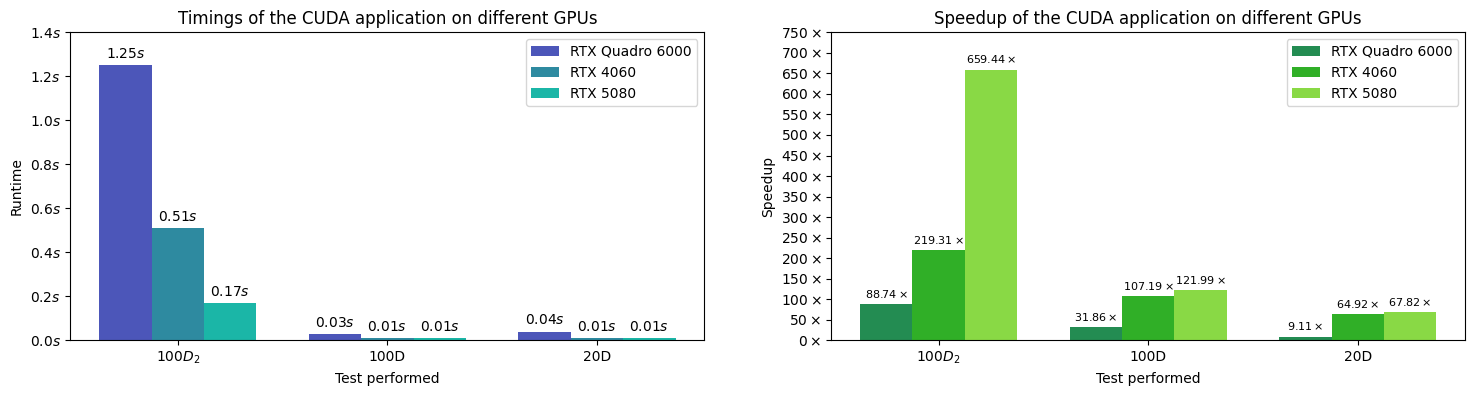 Timings of the CUDA application on different GPUs
1.4s
1.2s
1.0s
0.8s
0.6s
0.4s
0.2s
0.0s
Runtime
1.25s
0.51s
0.17s
0.03s
0.01s
0.01s
0.04s
0.01s
0.01s
RTX Quadro 6000
RTX 4060
RTX 5080
100D₂
100D
20D
Test performed
Speedup of the CUDA application on different GPUs
750 ×
700 ×
650 ×
600 ×
550 ×
500 ×
450 ×
400 ×
350 ×
300 ×
250 ×
200 ×
150 ×
100 ×
50 ×
0 ×
Speedup
88.74 ×
219.31 ×
659.44 ×
31.86 ×
107.19 ×
121.99 ×
9.11 ×
64.92 ×
67.82 ×
RTX Quadro 6000
RTX 4060
RTX 5080
100D₂
100D
20D
Test performed